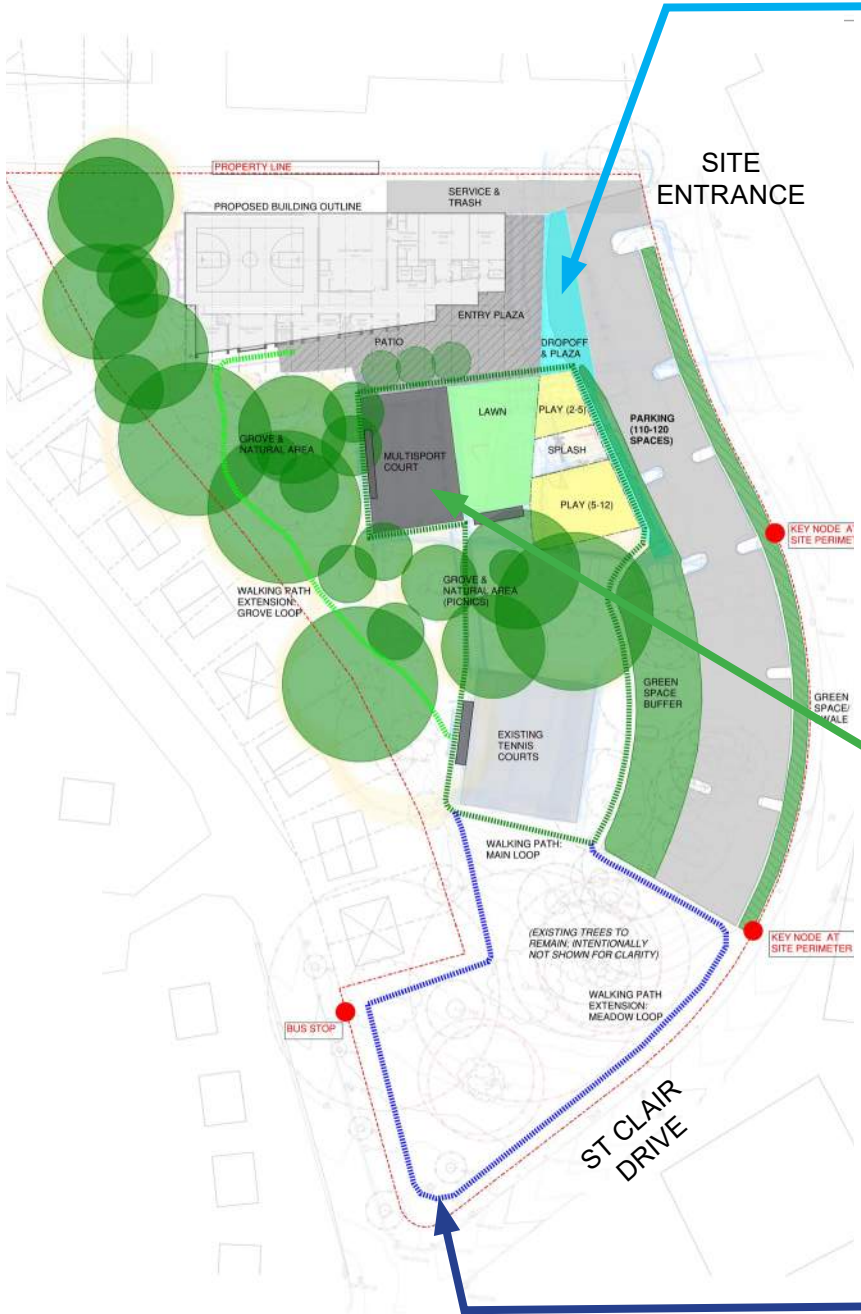 SITE
ENTRANCE
PROPERTY LINE
SERVICE &
TRASH
PROPOSED BUILDING OUTLINE
ENTRY PLAZA
PATIO
DROPOFF
& PLAZA
LAWN
PLAY (2-5)
PARKING
(110-120
SPACES)
GROVE &
NATURAL AREA
MULTISPORT
COURT
SPLASH
PLAY (5-12)
KEY NODE AT
SITE PERIMET
GROVE &
NATURAL AREA
(PICNICS)
WALKING PATH
EXTENSION:
GROVE LOOP
GREEN
SPACE
BUFFER
GREEN
SPACE/
WALE
EXISTING
TENNIS
COURTS
WALKING PATH:
MAIN LOOP
(EXISTING TREES TO
REMAIN; INTENTIONALLY
NOT SHOWN FOR CLARITY)
KEY NODE AT
SITE PERIMETER
WALKING PATH
EXTENSION:
MEADOW LOOP
BUS STOP
ST CLAIR
DRIVE